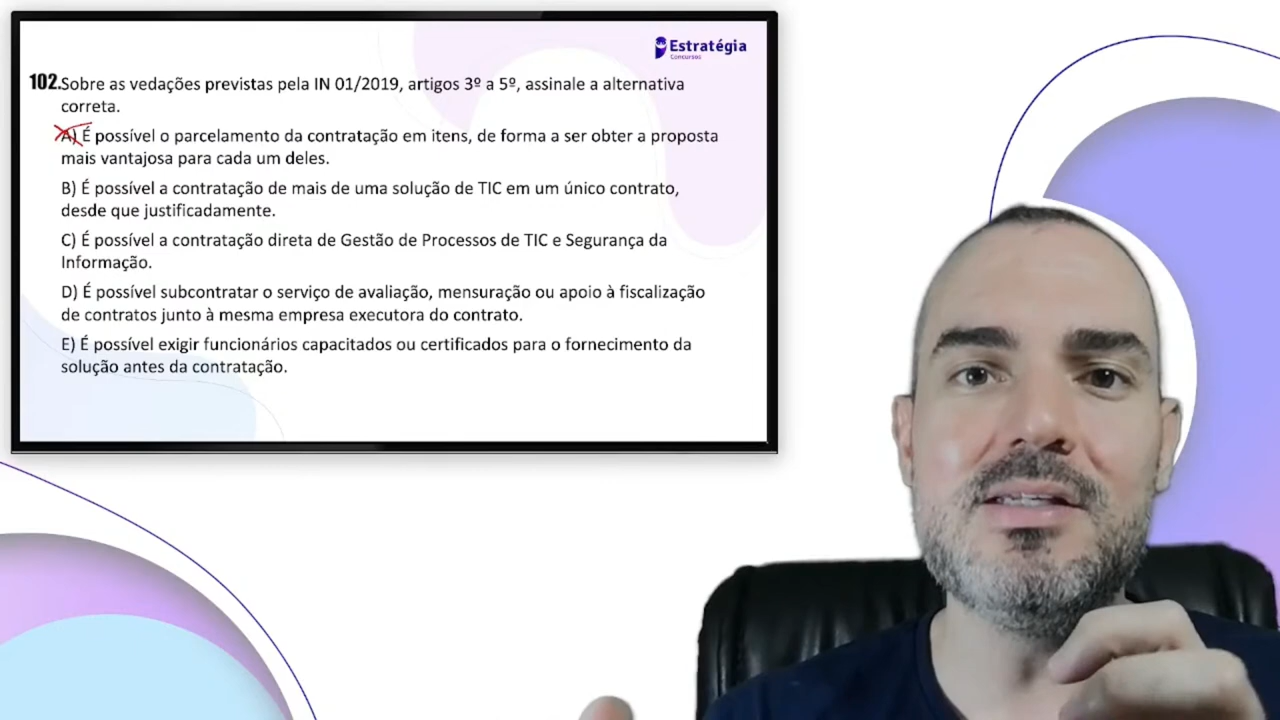 Estratégia
Concursos
102.Sobre as vedações previstas pela IN 01/2019, artigos 3º a 5º, assinale a alternativa
correta.
A) É possível o parcelamento da contratação em itens, de forma a ser obter a proposta
mais vantajosa para cada um deles.
B) É possível a contratação de mais de uma solução de TIC em um único contrato,
desde que justificadamente.
C) É possível a contratação direta de Gestão de Processos de TIC e Segurança da
Informação.
D) É possível subcontratar o serviço de avaliação, mensuração ou apoio à fiscalização
de contratos junto à mesma empresa executora do contrato.
E) É possível exigir funcionários capacitados ou certificados para o fornecimento da
solução antes da contratação.